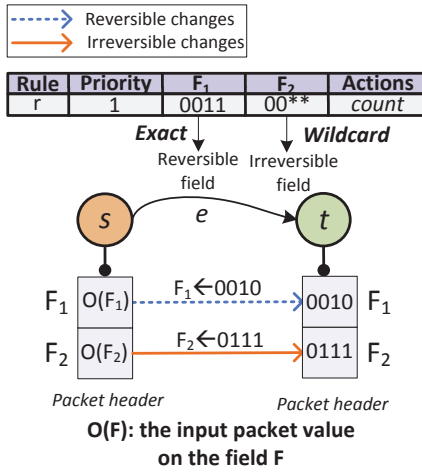 Reversible changes
Irreversible changes
Rule Priority F₁ F₂ Actions
r 1 0011 00** count
Exact Wildcard
Reversible field
Irreversible field
s e t
F₁ O(F₁) F₁←0010 0010 F₁
F₂ O(F₂) F₂←0111 0111 F₂
Packet header Packet header
O(F): the input packet value
on the field F